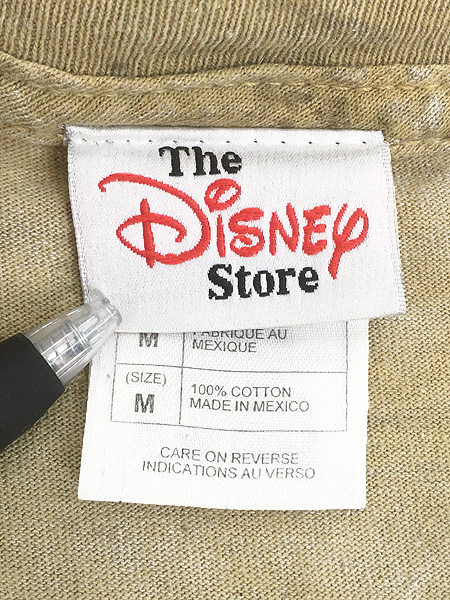 The
Disney
Store
M
FABRIQUE AU
MEXIQUE
(SIZE)
M
100% COTTON
MADE IN MEXICO
CARE ON REVERSE
INDICATIONS AU VERSO